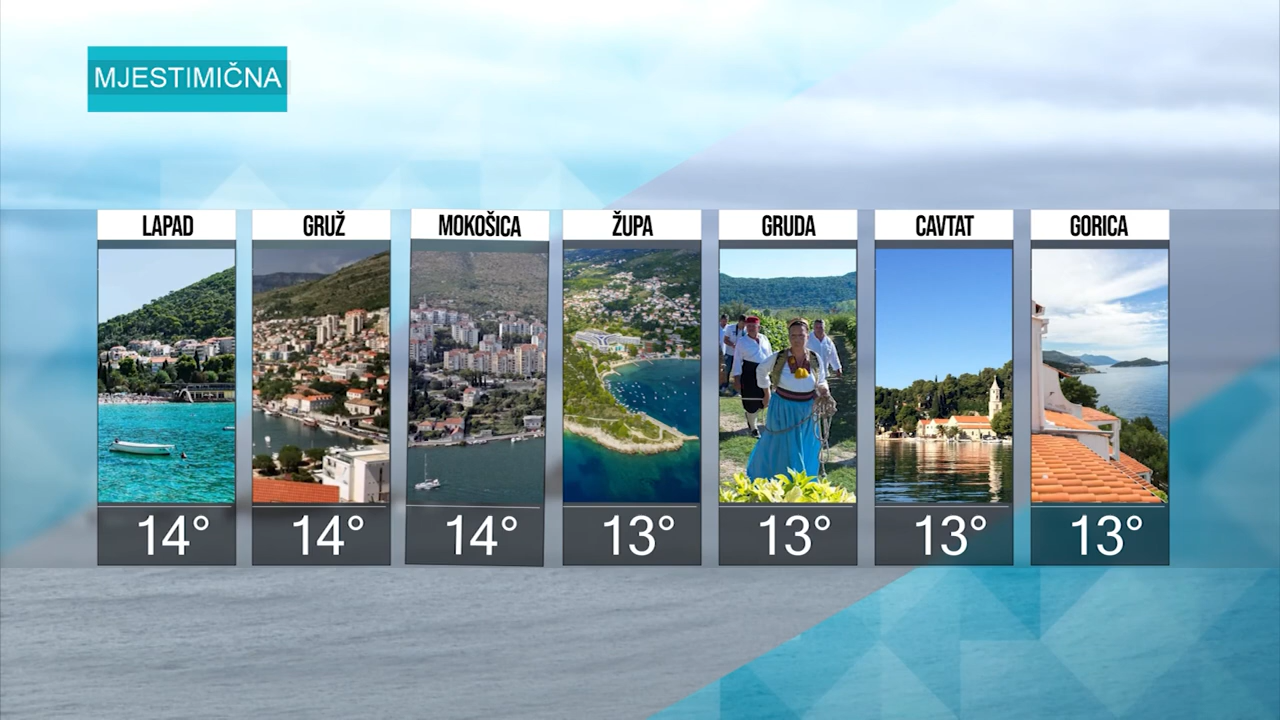 MJESTIMIČNA
LAPAD
GRUŽ
MOKOŠICA
ŽUPA
GRUDA
CAVTAT
GORICA
14°
14°
14°
13°
13°
13°
13°